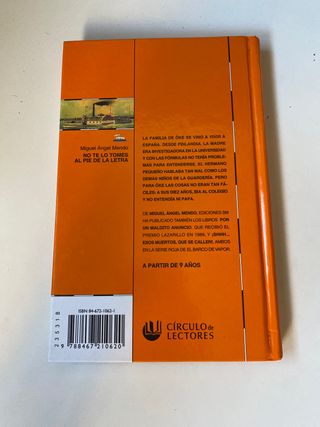 Miguel Ángel Mendo
NO TE LO TOMES
AL PIE DE LA LETRA
LA FAMILIA DE ÖKE SE VINO A VIVIR A
ESPAÑA DESDE FINLANDIA. LA MADRE
ERA INVESTIGADORA EN LA UNIVERSIDAD
Y CON LAS FÓRMULAS NO TENÍA PROBLE-
MAS PARA ENTENDERSE. EL HERMANO
PEQUEÑO HABLABA TAN MAL COMO LOS
DEMÁS NIÑOS DE LA GUARDERÍA. PERO
PARA ÖKE LAS COSAS NO ERAN TAN FÁ-
CILES: A SUS DIEZ AÑOS, IBA AL COLEGIO
Y NO ENTENDÍA NI PAPA.
DE MIGUEL ÁNGEL MENDO, EDICIONES SM
HA PUBLICADO TAMBIÉN LOS LIBROS POR
UN MALDITO ANUNCIO, QUE RECIBIÓ EL
PREMIO LAZARILLO EN 1989, Y ¡SHHH...
ESOS MUERTOS, QUE SE CALLEN!, AMBOS
EN LA SERIE ROJA DE EL BARCO DE VAPOR.
A PARTIR DE 9 AÑOS
CÍRCULO de
LECTORES
ISBN 84-672-1062-1
9 788467 210620
23531B